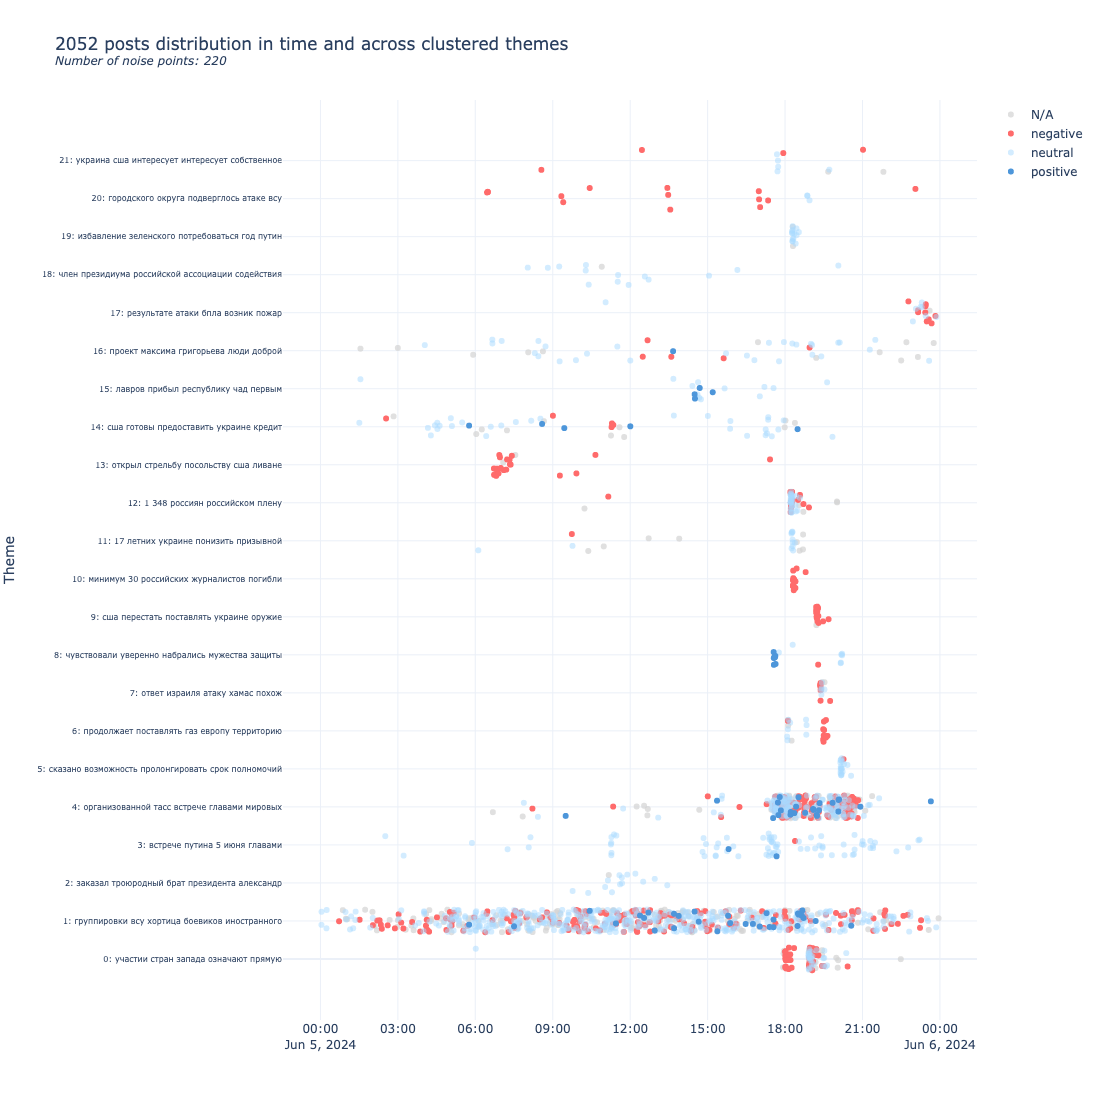 2052 posts distribution in time and across clustered themes
Number of noise points: 220
N/A
negative
neutral
positive
21: украина сша интересует интересует собственное
20: городского округа подверглось атаке всу
19: избавление зеленского потребоваться год путин
18: член президиума российской ассоциации содействия
17: результате атаки бпла возник пожар
16: проект максима григорьева люди доброй
15: лавров прибыл республику чад первым
14: сша готовы предоставить украине кредит
13: открыл стрельбу посольству сша ливане
12: 1 348 россиян российском плену
11: 17 летних украине понизить призывной
10: минимум 30 российских журналистов погибли
9: сша перестать поставлять украине оружие
8: чувствовали уверенно набрались мужества защиты
7: ответ израиля атаку хамас похож
6: продолжает поставлять газ европу территорию
5: сказано возможность пролонгировать срок полномочий
4: организованной тасс встрече главами мировых
3: встрече путина 5 июня главами
2: заказал троюродный брат президента александр
1: группировки всу хортица боевиков иностранного
0: участии стран запада означают прямую
Theme
00:00 03:00 06:00 09:00 12:00 15:00 18:00 21:00 00:00
Jun 5, 2024 Jun 6, 2024